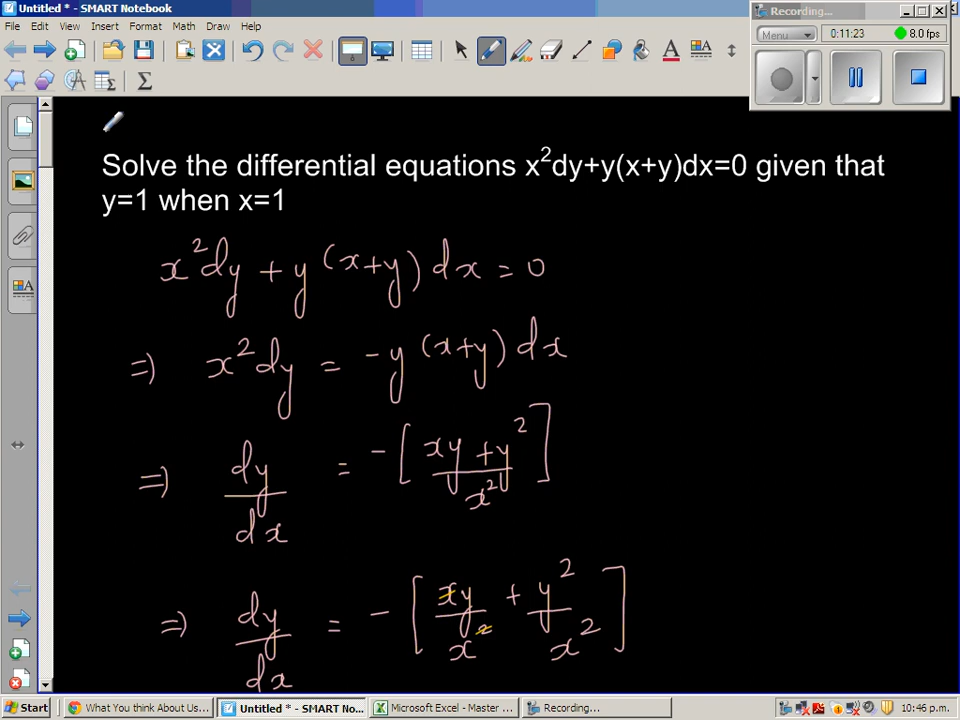 Untitled * - SMART Notebook
Recording...
File Edit View Insert Format Math Draw Help
Menu 0:11:23 8.0 fps
Solve the differential equations x²dy+y(x+y)dx=0 given that
y=1 when x=1
x²dy + y (x+y) dx = 0
⇒ x²dy = -y (x+y) dx
⇒ dy/dx = -[xy + y²/x²]
⇒ dy/dx = -[xy/x² + y²/x²]
Start What You think About Us... Untitled * - SMART No... Microsoft Excel - Master ... Recording... 10:46 p.m.